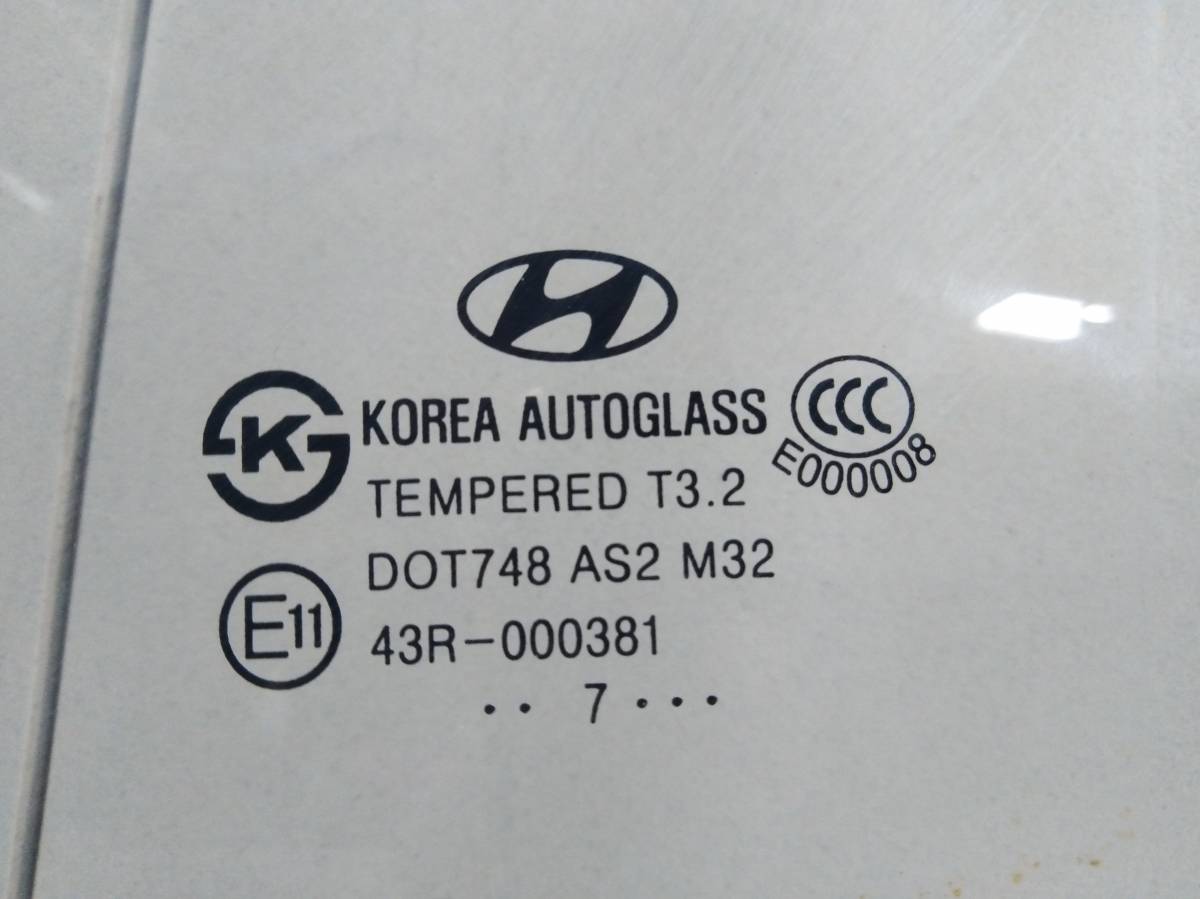 KOREA AUTOGLASS
CCC
E000008
K
TEMPERED T3.2
DOT748 AS2 M32
E11
43R-000381
.. 7 ...